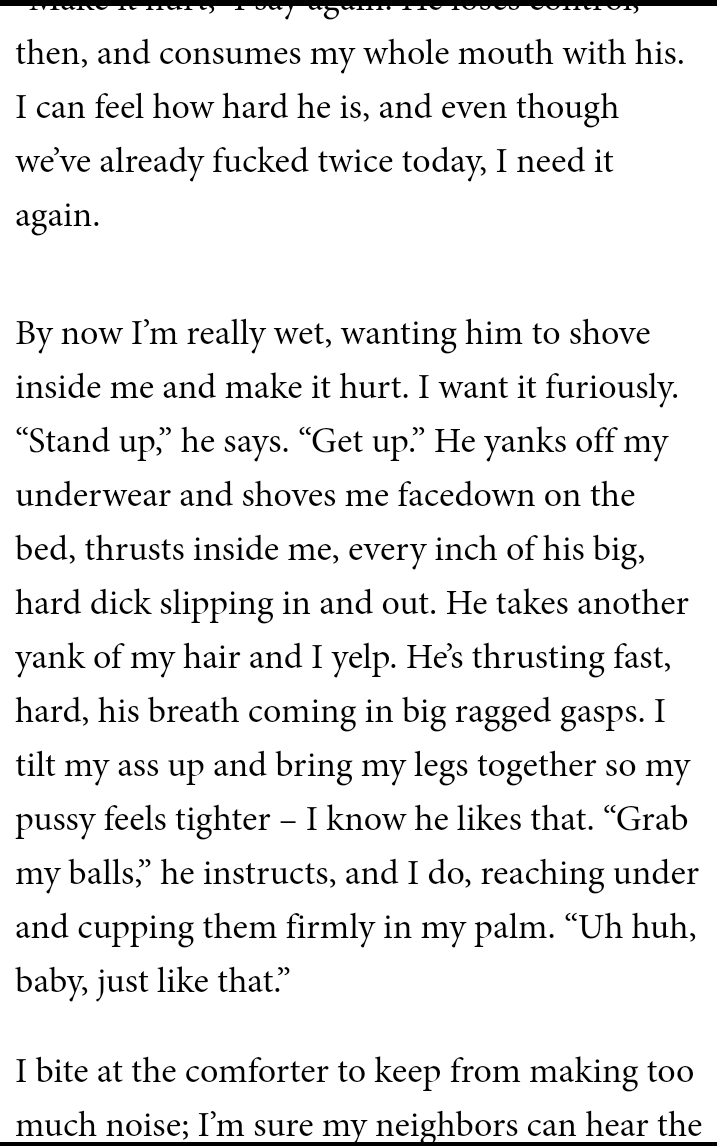 “Make it hurt,” I say again. He loses control,
then, and consumes my whole mouth with his.
I can feel how hard he is, and even though
we’ve already fucked twice today, I need it
again.
By now I’m really wet, wanting him to shove
inside me and make it hurt. I want it furiously.
“Stand up,” he says. “Get up.” He yanks off my
underwear and shoves me facedown on the
bed, thrusts inside me, every inch of his big,
hard dick slipping in and out. He takes another
yank of my hair and I yelp. He’s thrusting fast,
hard, his breath coming in big ragged gasps. I
tilt my ass up and bring my legs together so my
pussy feels tighter – I know he likes that. “Grab
my balls,” he instructs, and I do, reaching under
and cupping them firmly in my palm. “Uh huh,
baby, just like that.”
I bite at the comforter to keep from making too
much noise; I’m sure my neighbors can hear the